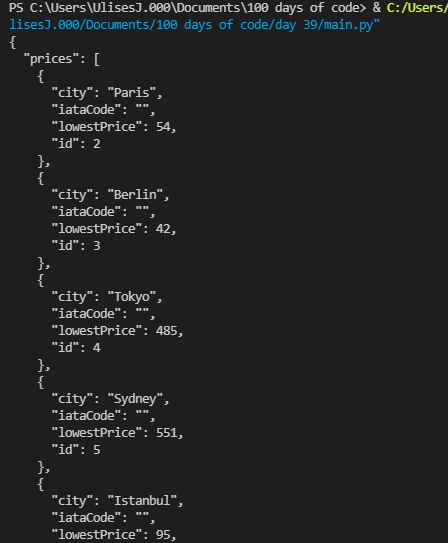 PS C:\Users\UlisesJ.000\Documents\100 days of code> & C:/Users/
lisesJ.000/Documents/100 days of code/day 39/main.py"
{
  "prices": [
    {
      "city": "Paris",
      "iataCode": "",
      "lowestPrice": 54,
      "id": 2
    },
    {
      "city": "Berlin",
      "iataCode": "",
      "lowestPrice": 42,
      "id": 3
    },
    {
      "city": "Tokyo",
      "iataCode": "",
      "lowestPrice": 485,
      "id": 4
    },
    {
      "city": "Sydney",
      "iataCode": "",
      "lowestPrice": 551,
      "id": 5
    },
    {
      "city": "Istanbul",
      "iataCode": "",
      "lowestPrice": 95,